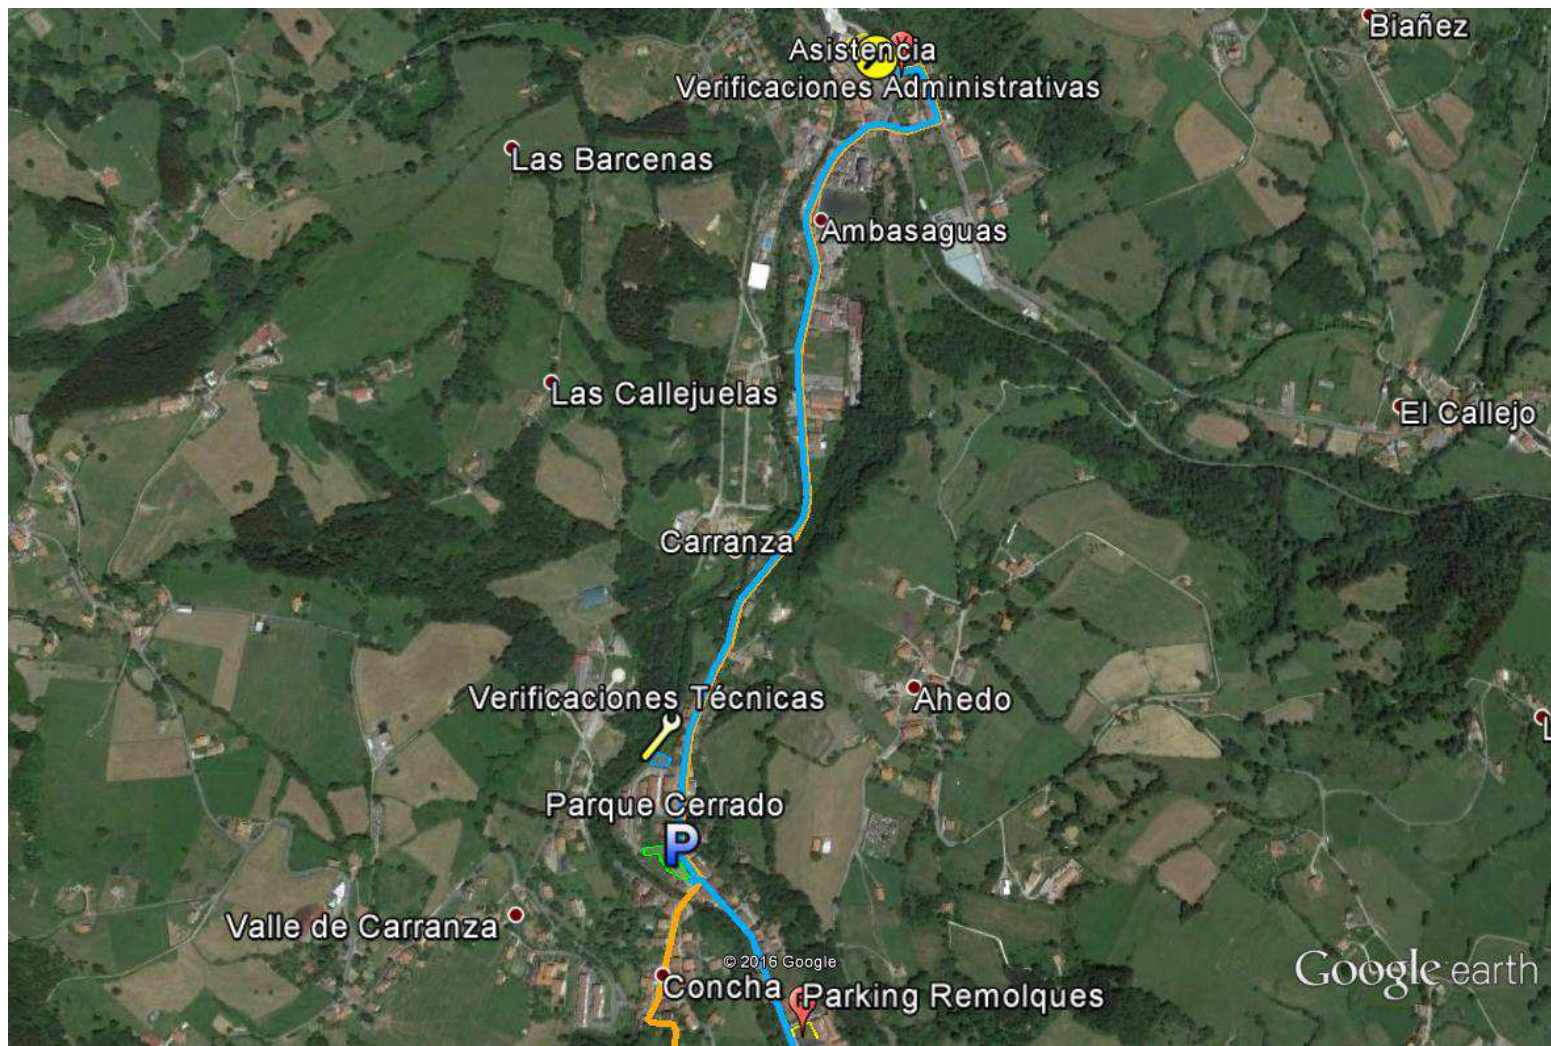 Biañez
Asistencia
Verificaciones Administrativas
Las Barcenas
Ambasaguas
Las Callejuelas
El Callejo
Carranza
Verificaciones Técnicas
Ahedo
L
Parque Cerrado
P
Valle de Carranza
© 2016 Google
Google earth
Concha
Parking Remolques